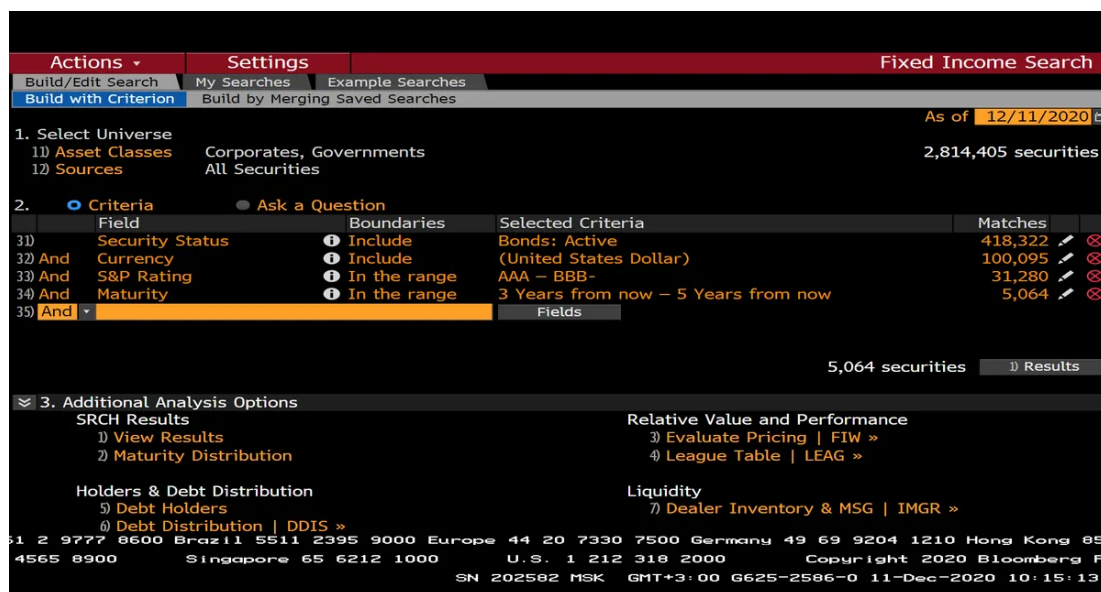 Actions Settings Fixed Income Search
Build/Edit Search My Searches Example Searches
Build with Criterion Build by Merging Saved Searches
As of 12/11/2020
1. Select Universe
11) Asset Classes Corporates, Governments 2,814,405 securities
12) Sources All Securities
2. Criteria Ask a Question
Field Boundaries Selected Criteria Matches
31) Security Status Include Bonds: Active 418,322
32) And Currency Include (United States Dollar) 100,095
33) And S&P Rating In the range AAA – BBB- 31,280
34) And Maturity In the range 3 Years from now – 5 Years from now 5,064
35) And Fields
5,064 securities 1) Results
3. Additional Analysis Options
SRCH Results Relative Value and Performance
1) View Results 3) Evaluate Pricing | FIW »
2) Maturity Distribution 4) League Table | LEAG »
Holders & Debt Distribution Liquidity
5) Debt Holders 7) Dealer Inventory & MSG | IMGR »
6) Debt Distribution | DDIS »
61 2 9777 8600 Brazil 5511 2395 9000 Europe 44 20 7330 7500 Germany 49 69 9204 1210 Hong Kong 85
4565 8900 Singapore 65 6212 1000 U.S. 1 212 318 2000 Copyright 2020 Bloomberg F
SN 202582 MSK GMT+3:00 G625-2586-0 11-Dec-2020 10:15:13